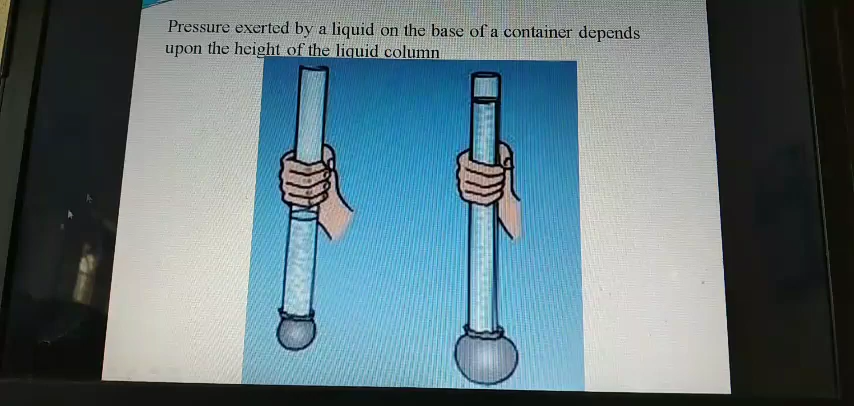 Pressure exerted by a liquid on the base of a container depends
upon the height of the liquid column